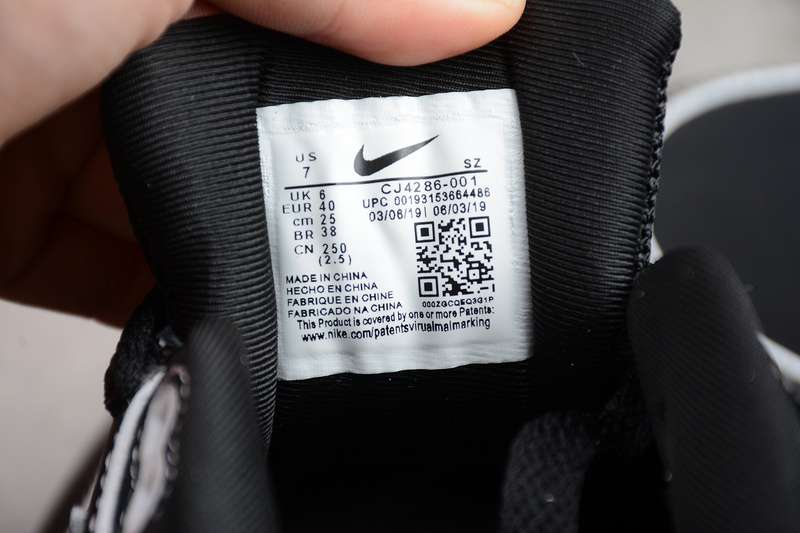 US
7
SZ
UK 6
EUR 40
cm 25
BR 38
CN 250
(2.5)
CJ4286-001
UPC 00193153664486
03/06/19| 06/03/19
000ZGCQEQ3G1P
MADE IN CHINA
HECHO EN CHINA
FABRIQUE EN CHINE
FABRICADO NA CHINA
This Product is covered by one or more Patents:
www.nike.com/patentsvirualmalmarking